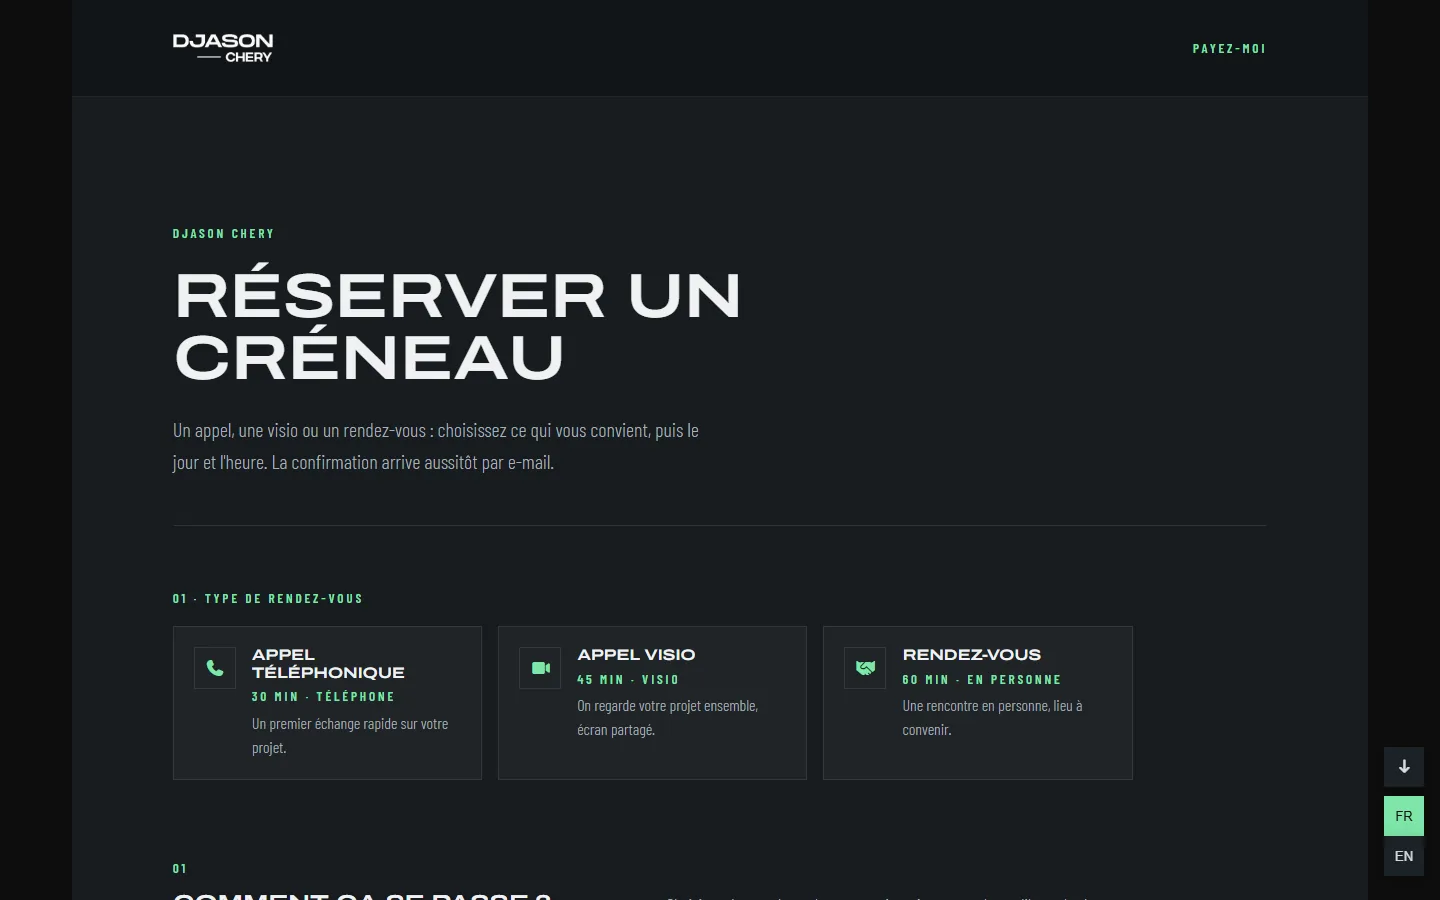 DJASON
CHERY
PAYEZ-MOI
DJASON CHERY
RÉSERVER UN
CRÉNEAU
Un appel, une visio ou un rendez-vous : choisissez ce qui vous convient, puis le
jour et l'heure. La confirmation arrive aussitôt par e-mail.
01 · TYPE DE RENDEZ-VOUS
APPEL
TÉLÉPHONIQUE
30 MIN · TÉLÉPHONE
Un premier échange rapide sur votre
projet.
APPEL VISIO
45 MIN · VISIO
On regarde votre projet ensemble,
écran partagé.
RENDEZ-VOUS
60 MIN · EN PERSONNE
Une rencontre en personne, lieu à
convenir.
FR
EN
01
COMMENT ÇA SE PASSE ?